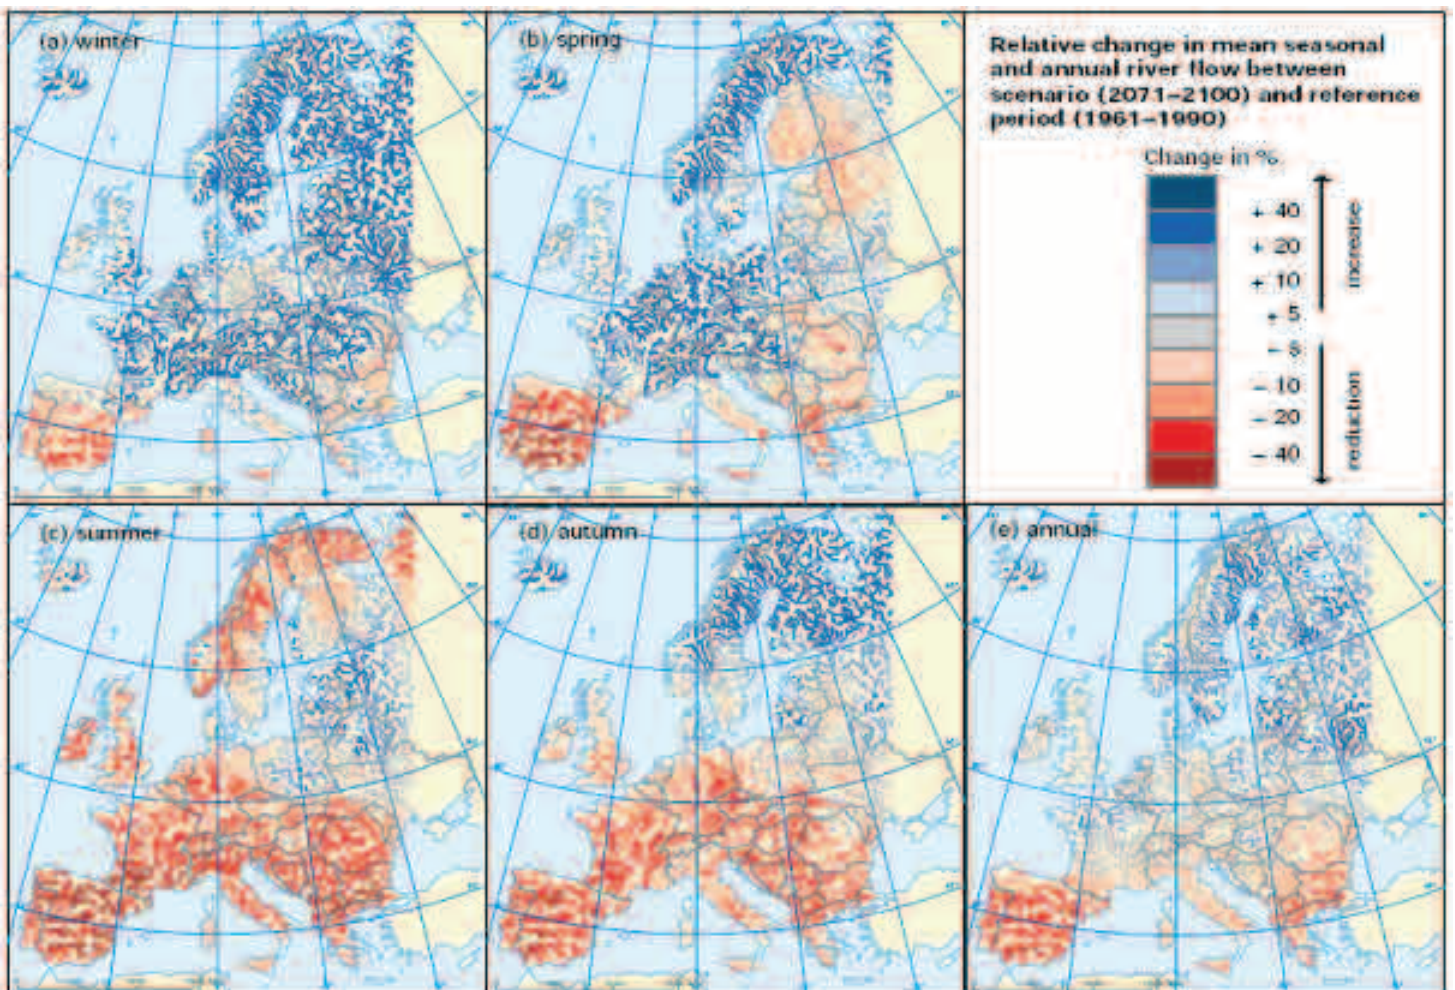 (a) winter
(b) spring
Relative change in mean seasonal
and annual river flow between
scenario (2071–2100) and reference
period (1961–1990)
Change in %
+ 40
+ 20
+ 10
+ 5
– 5
– 10
– 20
– 40
increase
reduction
(c) summer
(d) autumn
(e) annual